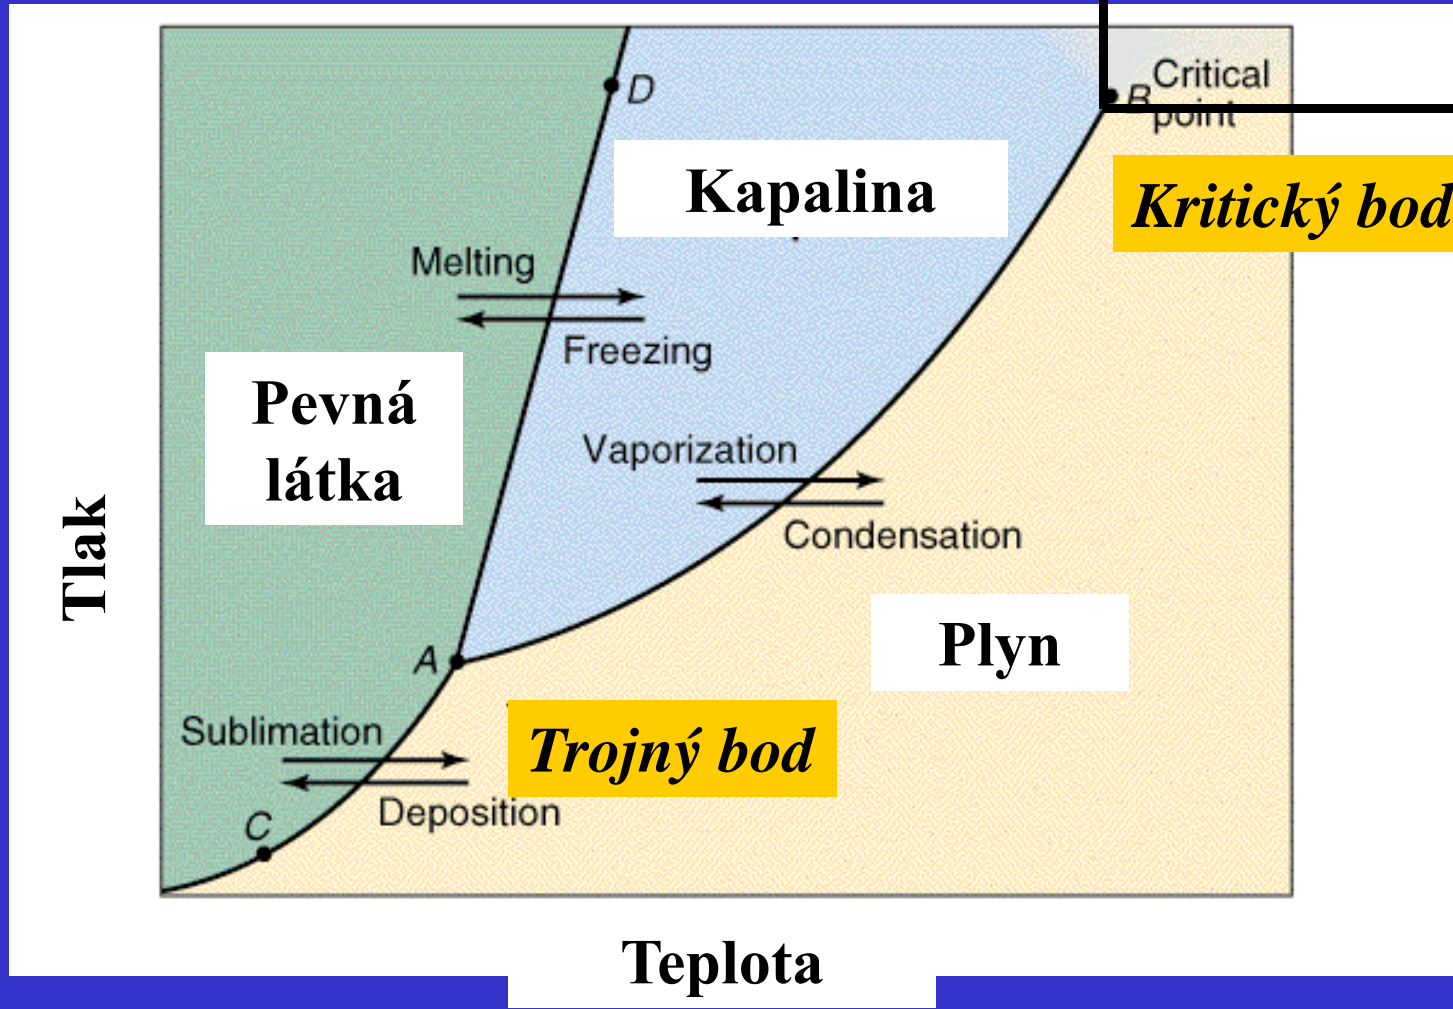 D
Critical
B
point
Kapalina
Kritický bod
Melting
Freezing
Pevná
látka
Vaporization
Condensation
Tlak
Plyn
A
Sublimation
Trojný bod
Deposition
C
Teplota